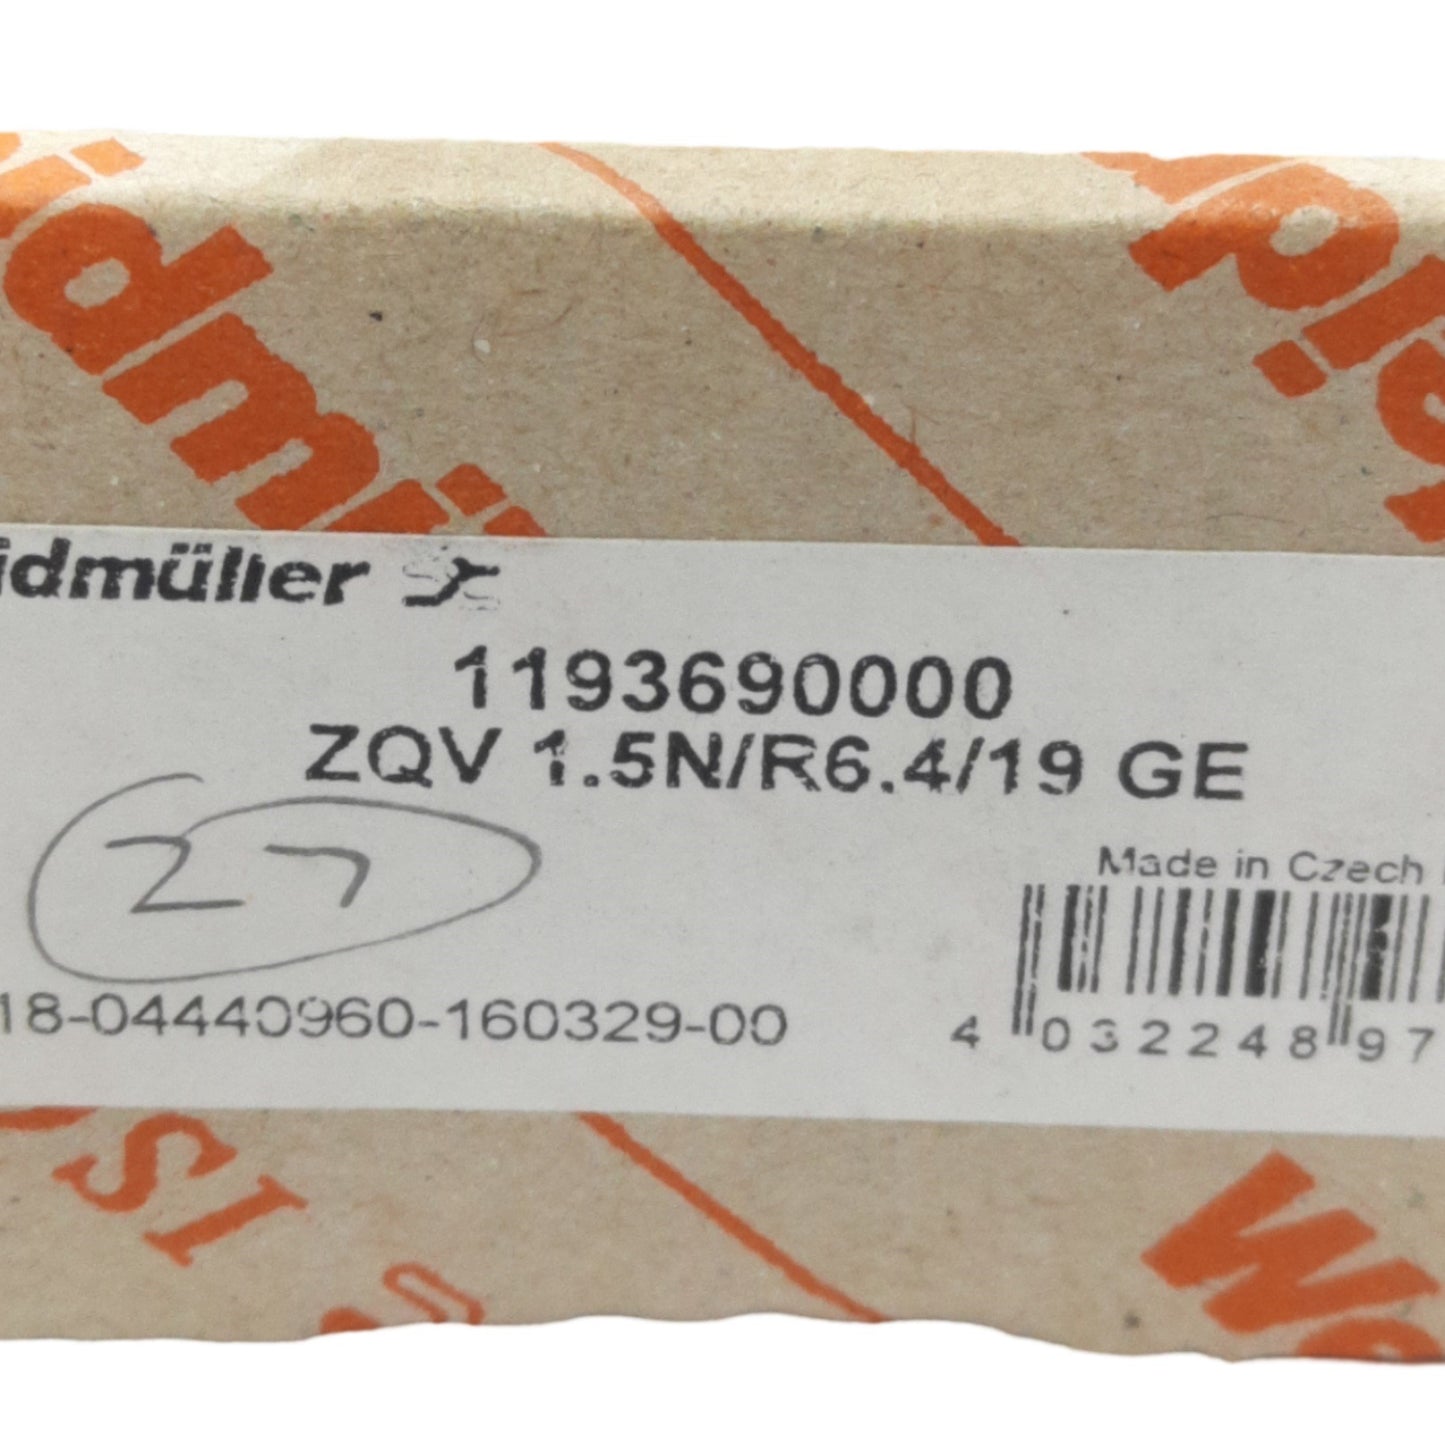 idmüller
1193690000
ZQV 1.5N/R6.4/19 GE
27
Made in Czech
18-04440960-160329-00
4 032248 97